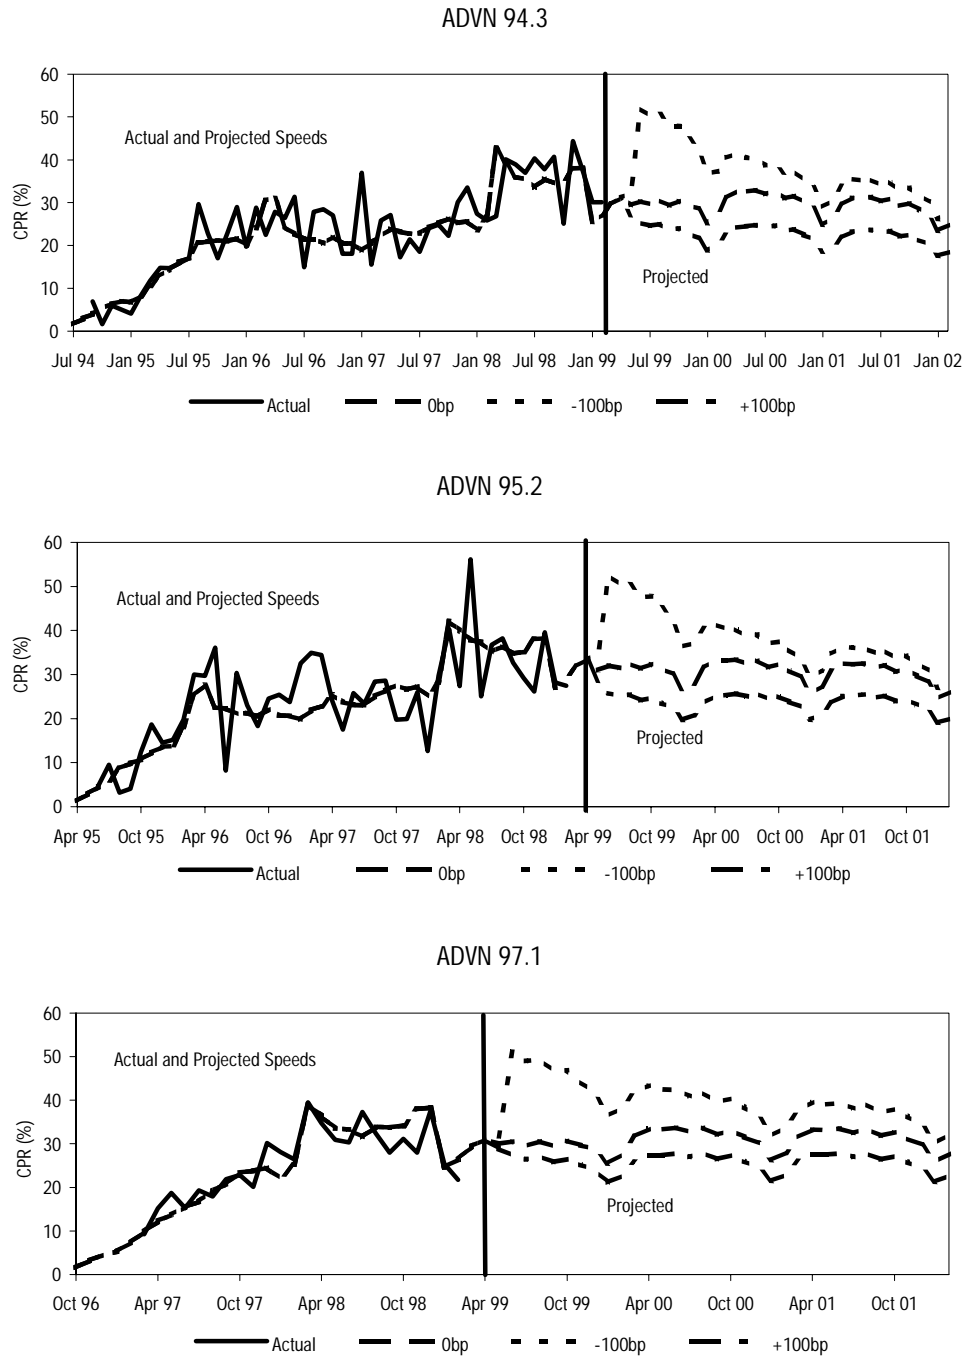 ADVN 94.3
60
50
Actual and Projected Speeds
40
CPR (%)
30
20
Projected
10
0
Jul 94 Jan 95 Jul 95 Jan 96 Jul 96 Jan 97 Jul 97 Jan 98 Jul 98 Jan 99 Jul 99 Jan 00 Jul 00 Jan 01 Jul 01 Jan 02
Actual 0bp -100bp +100bp
ADVN 95.2
60
50
Actual and Projected Speeds
40
CPR (%)
30
20
Projected
10
0
Apr 95 Oct 95 Apr 96 Oct 96 Apr 97 Oct 97 Apr 98 Oct 98 Apr 99 Oct 99 Apr 00 Oct 00 Apr 01 Oct 01
Actual 0bp -100bp +100bp
ADVN 97.1
60
50
Actual and Projected Speeds
40
CPR (%)
30
20
Projected
10
0
Oct 96 Apr 97 Oct 97 Apr 98 Oct 98 Apr 99 Oct 99 Apr 00 Oct 00 Apr 01 Oct 01
Actual 0bp -100bp +100bp